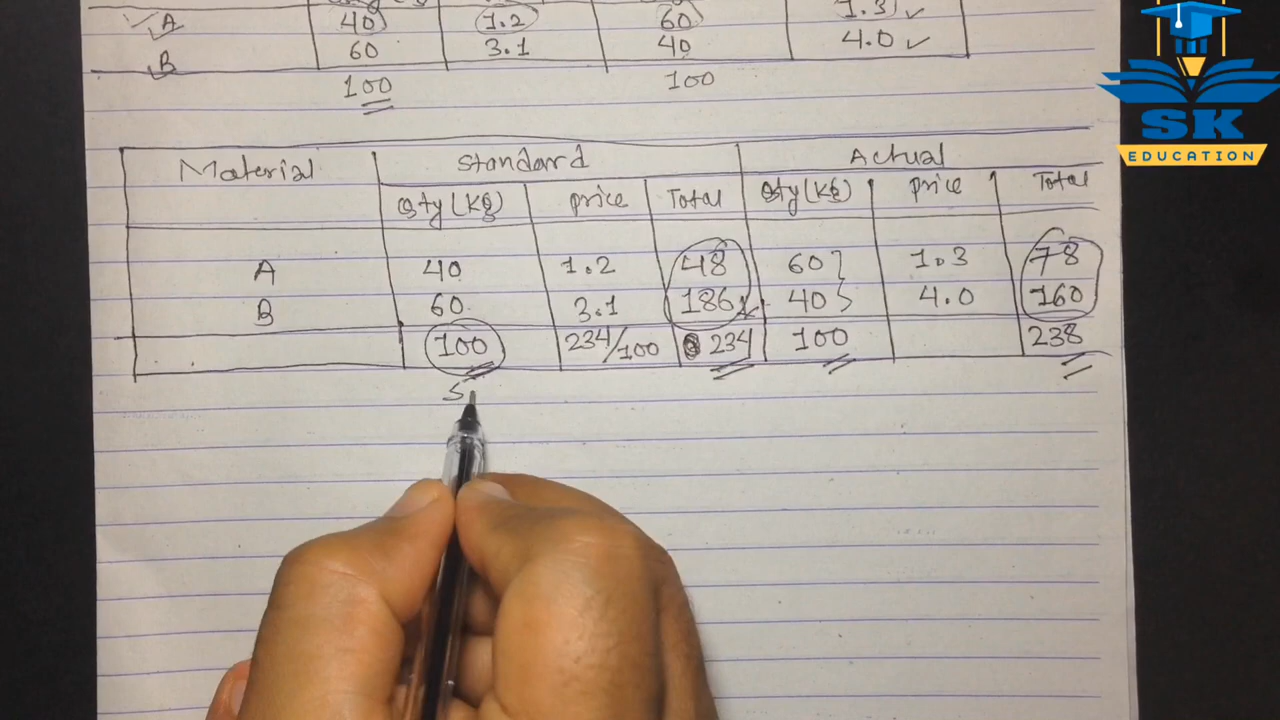 A 40 1.2 60 1.3
B 60 3.1 40 4.0
100 100
SK
EDUCATION
Material Standard Actual
Qty (Kg) Price Total Qty (Kg) Price Total
A 40 1.2 48 60 1.3 78
B 60 3.1 186 40 4.0 160
100 234/100 234 100 238
S